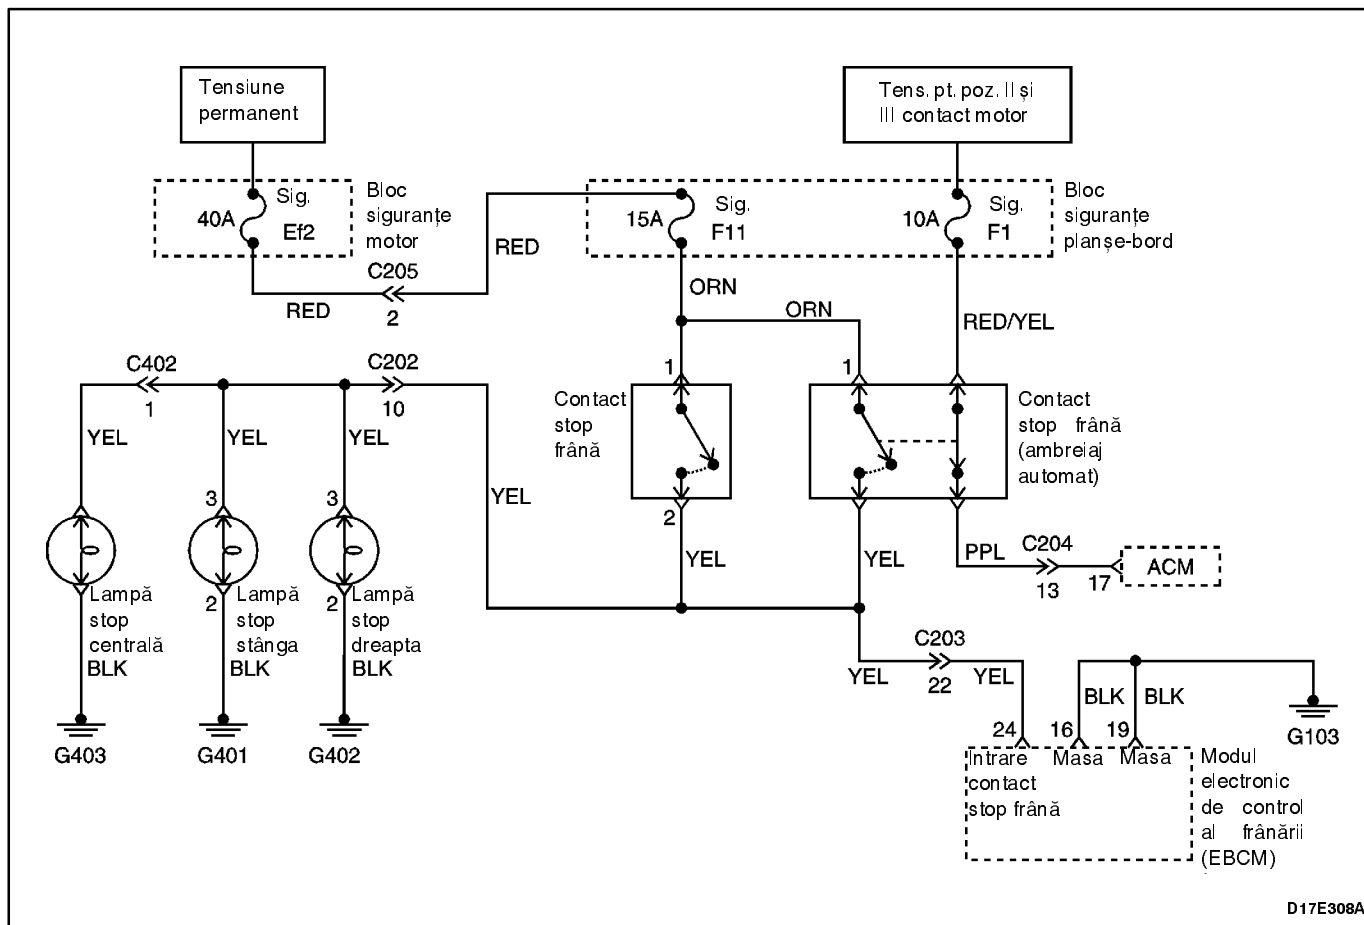 Tensiune
permanent
Tens. pt. poz. II și
III contact motor
40A
Sig.
Ef2
Bloc
siguranțe
motor
15A
Sig.
F11
10A
Sig.
F1
Bloc
siguranțe
planșe-bord
RED
C205
2
RED
ORN
ORN
RED/YEL
C402
1
C202
10
YEL
YEL
YEL
YEL
1
Contact
stop
frână
2
YEL
1
Contact
stop frână
(ambreiaj
automat)
YEL
PPL
C204
13
17
ACM
3
3
2
2
Lampă
stop
centrală
Lampă
stop
stânga
Lampă
stop
dreapta
BLK
BLK
BLK
G403
G401
G402
YEL
C203
22
YEL
BLK
BLK
G103
24
16
19
Intrare
contact
stop frână
Masa
Masa
Modul
electronic
de control
al frânării
(EBCM)
D17E308A